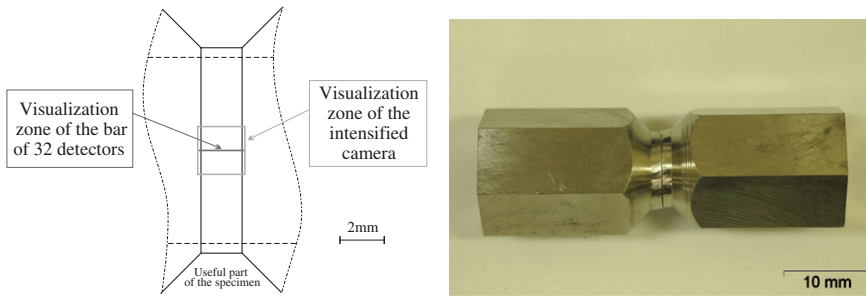 Visualization
zone of the bar
of 32 detectors
Visualization
zone of the
intensified
camera
2mm
Useful part
of the specimen
10 mm